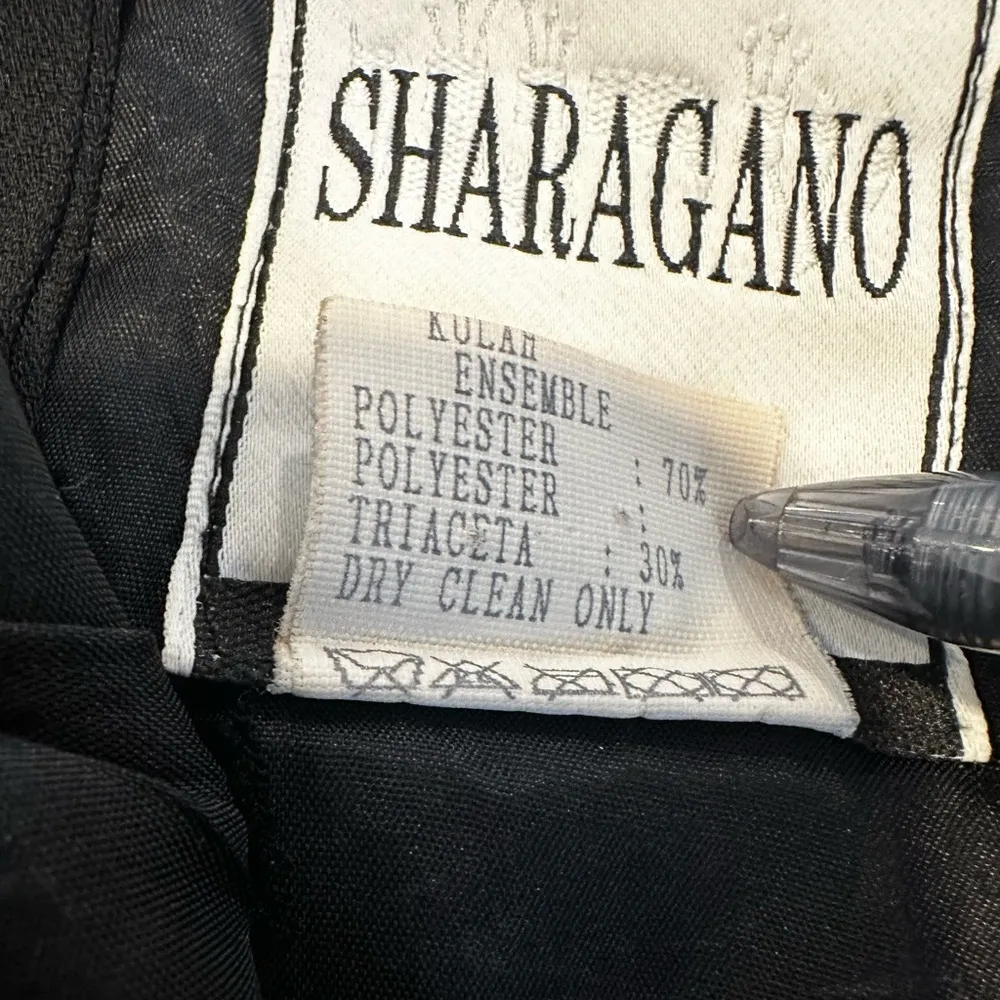 SHARAGANO
KOLAH
ENSEMBLE
POLYESTER : 70%
POLYESTER :
TRIACETA : 30%
DRY CLEAN ONLY